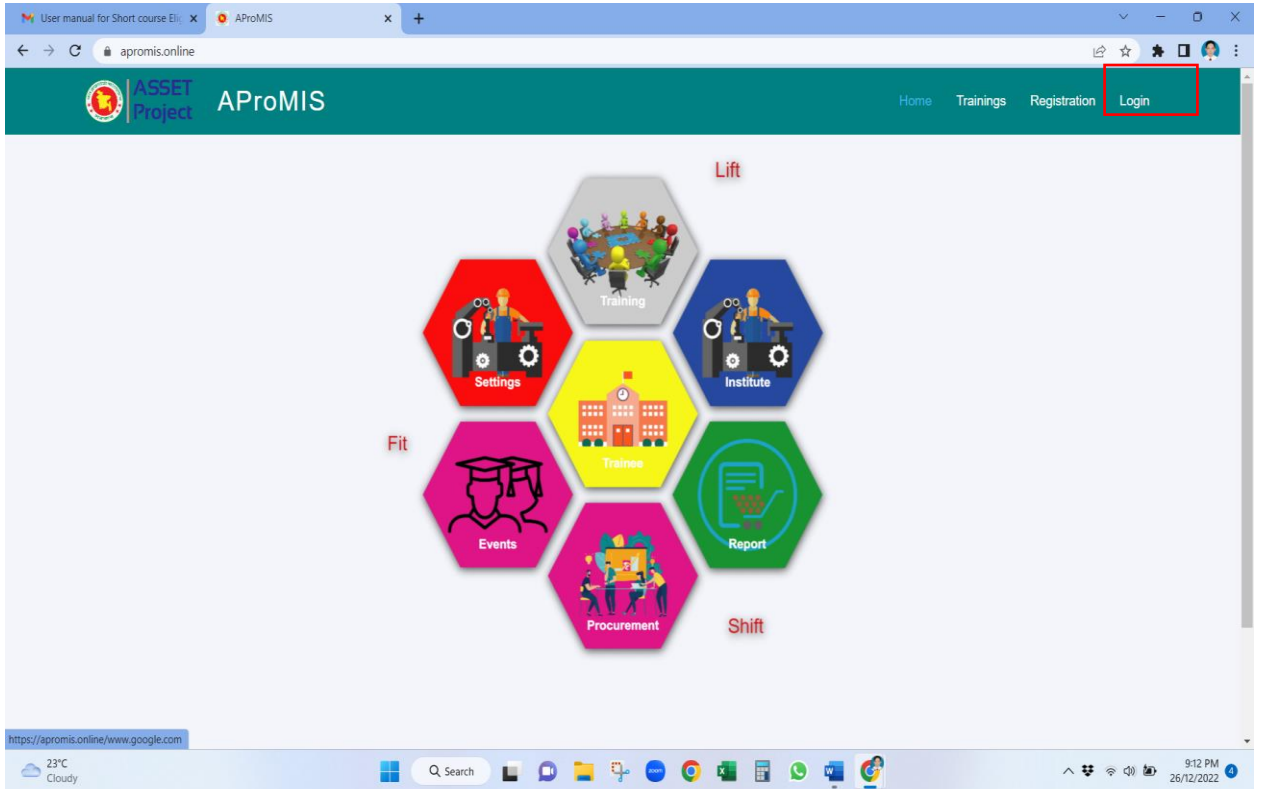 User manual for Short course Eli
AProMIS
apromis.online
ASSET
Project
AProMIS
Home Trainings Registration Login
Lift
Training
Settings
Institute
Fit
Trainee
Events
Report
Procurement
Shift
https://apromis.online/www.google.com
23°C
Cloudy
Search
9:12 PM
26/12/2022
4